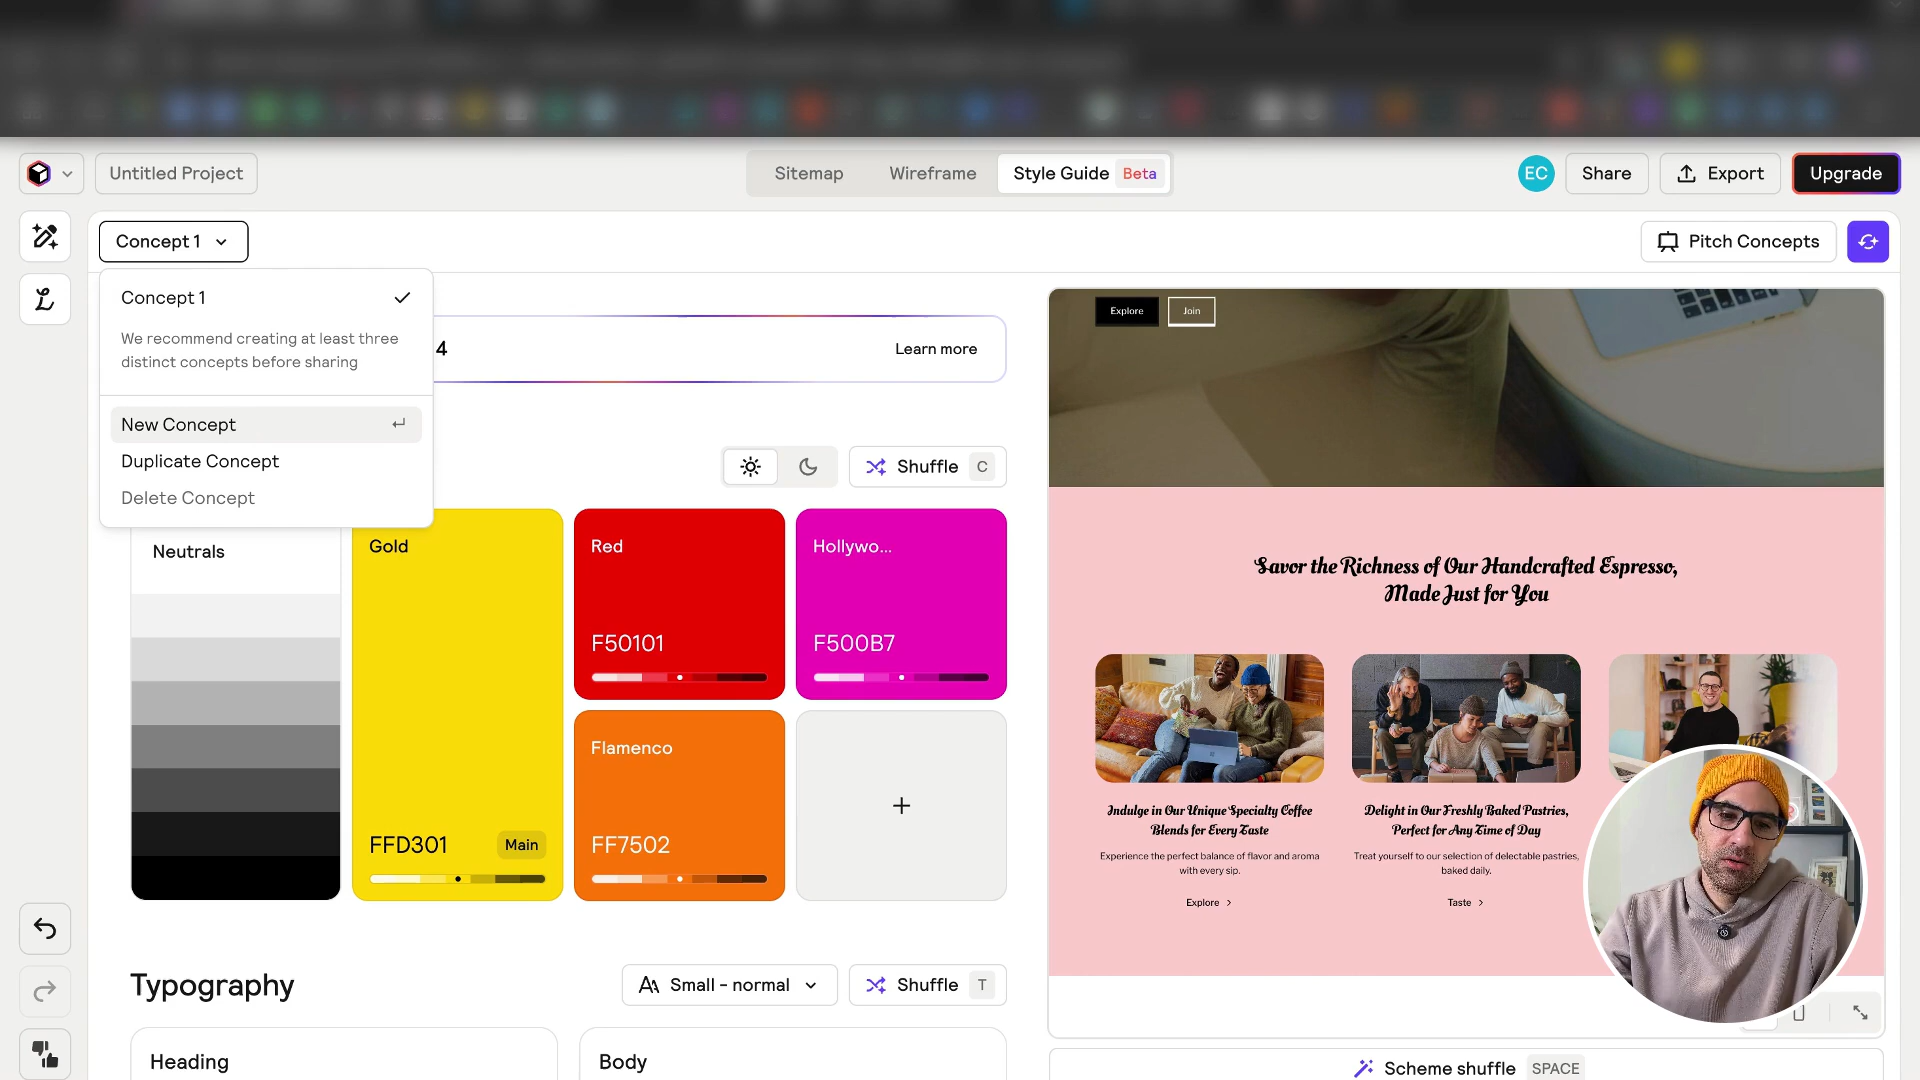 Untitled Project
Sitemap
Wireframe
Style Guide
Beta
EC
Share
Export
Upgrade
Concept 1
Pitch Concepts
Concept 1
We recommend creating at least three
distinct concepts before sharing
New Concept
Duplicate Concept
Delete Concept
4
Learn more
Shuffle
C
Neutrals
Gold
FFD301
Main
Red
F50101
Hollywo...
F500B7
Flamenco
FF7502
Typography
Small - normal
Shuffle
T
Heading
Body
Explore
Join
Savor the Richness of Our Handcrafted Espresso,
Made Just for You
Indulge in Our Unique Specialty Coffee
Blends for Every Taste
Experience the perfect balance of flavor and aroma
with every sip.
Explore
Delight in Our Freshly Baked Pastries,
Perfect for Any Time of Day
Treat yourself to our selection of delectable pastries,
baked daily.
Taste
Scheme shuffle
SPACE